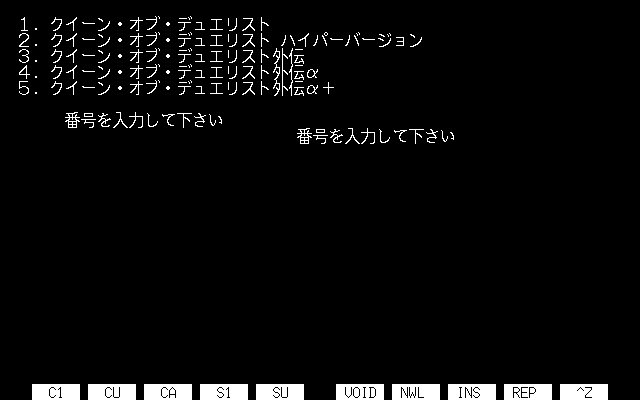 1. クイーン・オブ・デュエリスト
2. クイーン・オブ・デュエリスト ハイパーバージョン
3. クイーン・オブ・デュエリスト外伝
4. クイーン・オブ・デュエリスト外伝α
5. クイーン・オブ・デュエリスト外伝α＋
番号を入力して下さい
番号を入力して下さい
C1 CU CA S1 SU VOID NWL INS REP ^Z